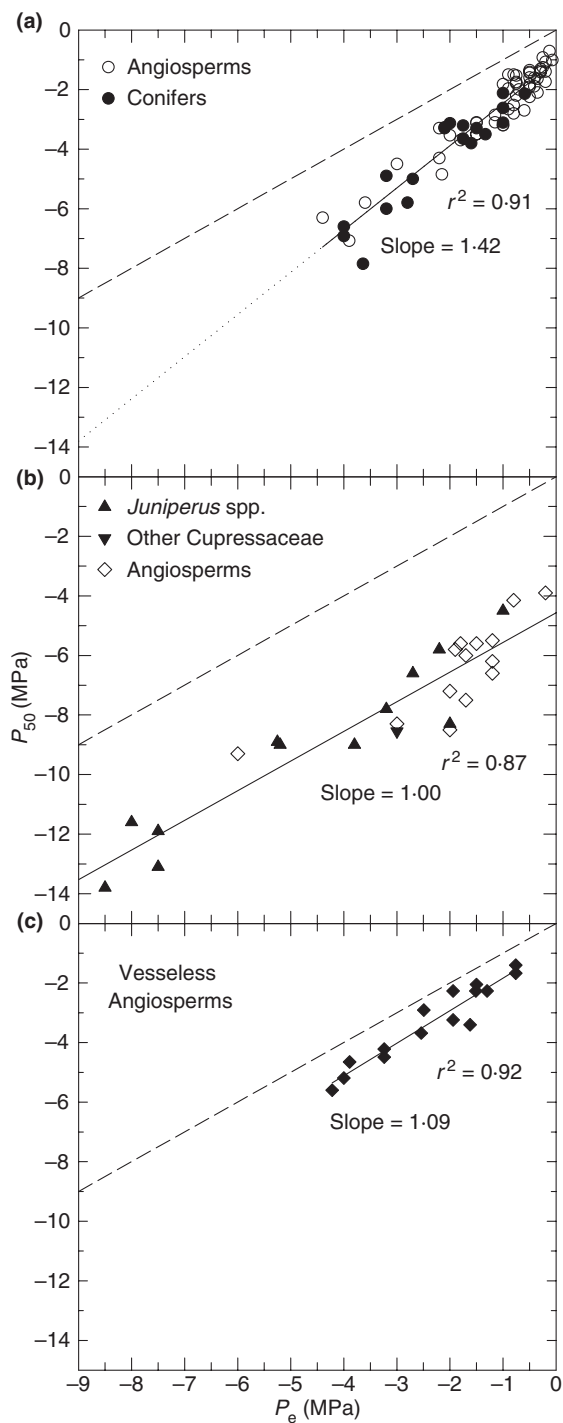 (a)
0
Angiosperms
Conifers
−2
−4
−6
−8
−10
−12
−14
r² = 0·91
Slope = 1·42
(b)
0
Juniperus spp.
Other Cupressaceae
Angiosperms
−2
−4
−6
−8
−10
−12
−14
P50 (MPa)
r² = 0·87
Slope = 1·00
(c)
0
Vesseless
Angiosperms
−2
−4
−6
−8
−10
−12
−14
r² = 0·92
Slope = 1·09
−9 −8 −7 −6 −5 −4 −3 −2 −1 0
Pe (MPa)